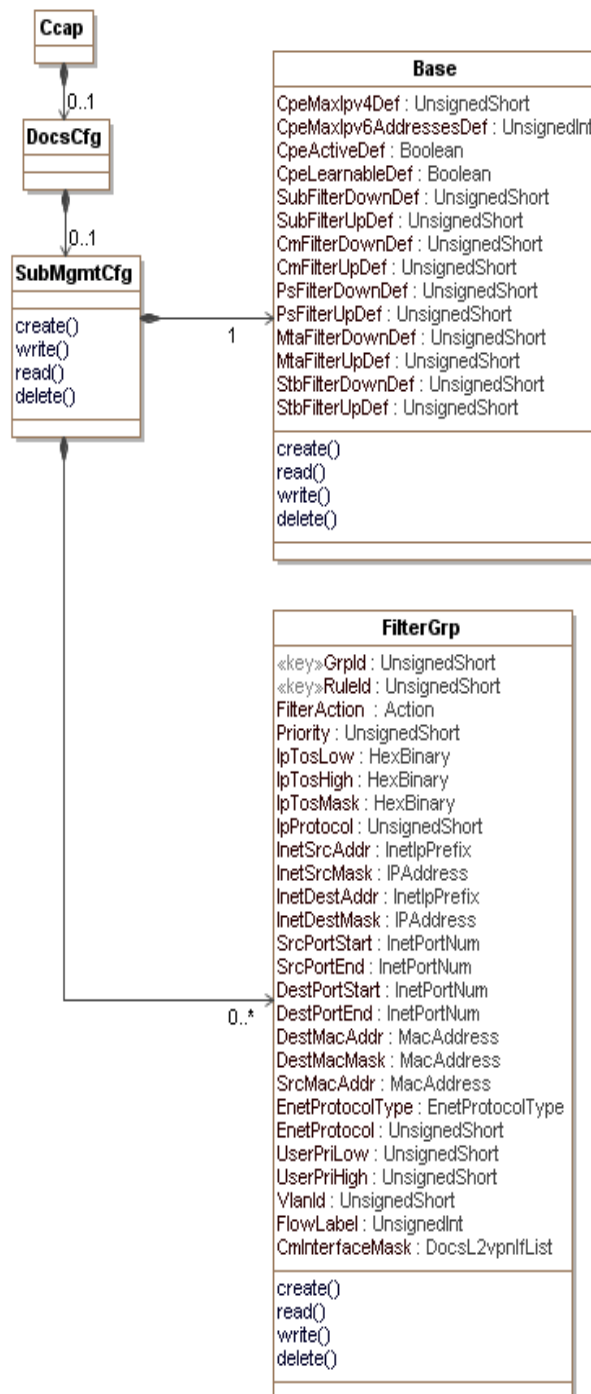 Ccap
0..1
DocsCfg
0..1
SubMgmtCfg
create()
write()
read()
delete()
1
Base
CpeMaxIpv4Def : UnsignedShort
CpeMaxIpv6AddressesDef : UnsignedInt
CpeActiveDef : Boolean
CpeLearnableDef : Boolean
SubFilterDownDef : UnsignedShort
SubFilterUpDef : UnsignedShort
CmFilterDownDef : UnsignedShort
CmFilterUpDef : UnsignedShort
PsFilterDownDef : UnsignedShort
PsFilterUpDef : UnsignedShort
MtaFilterDownDef : UnsignedShort
MtaFilterUpDef : UnsignedShort
StbFilterDownDef : UnsignedShort
StbFilterUpDef : UnsignedShort
create()
read()
write()
delete()
0..*
FilterGrp
«key»GrpId : UnsignedShort
«key»RuleId : UnsignedShort
FilterAction : Action
Priority : UnsignedShort
IpTosLow : HexBinary
IpTosHigh : HexBinary
IpTosMask : HexBinary
IpProtocol : UnsignedShort
InetSrcAddr : InetIpPrefix
InetSrcMask : IPAddress
InetDestAddr : InetIpPrefix
InetDestMask : IPAddress
SrcPortStart : InetPortNum
SrcPortEnd : InetPortNum
DestPortStart : InetPortNum
DestPortEnd : InetPortNum
DestMacAddr : MacAddress
DestMacMask : MacAddress
SrcMacAddr : MacAddress
EnetProtocolType : EnetProtocolType
EnetProtocol : UnsignedShort
UserPriLow : UnsignedShort
UserPriHigh : UnsignedShort
VlanId : UnsignedShort
FlowLabel : UnsignedInt
CmInterfaceMask : DocsL2vpnIfList
create()
read()
write()
delete()